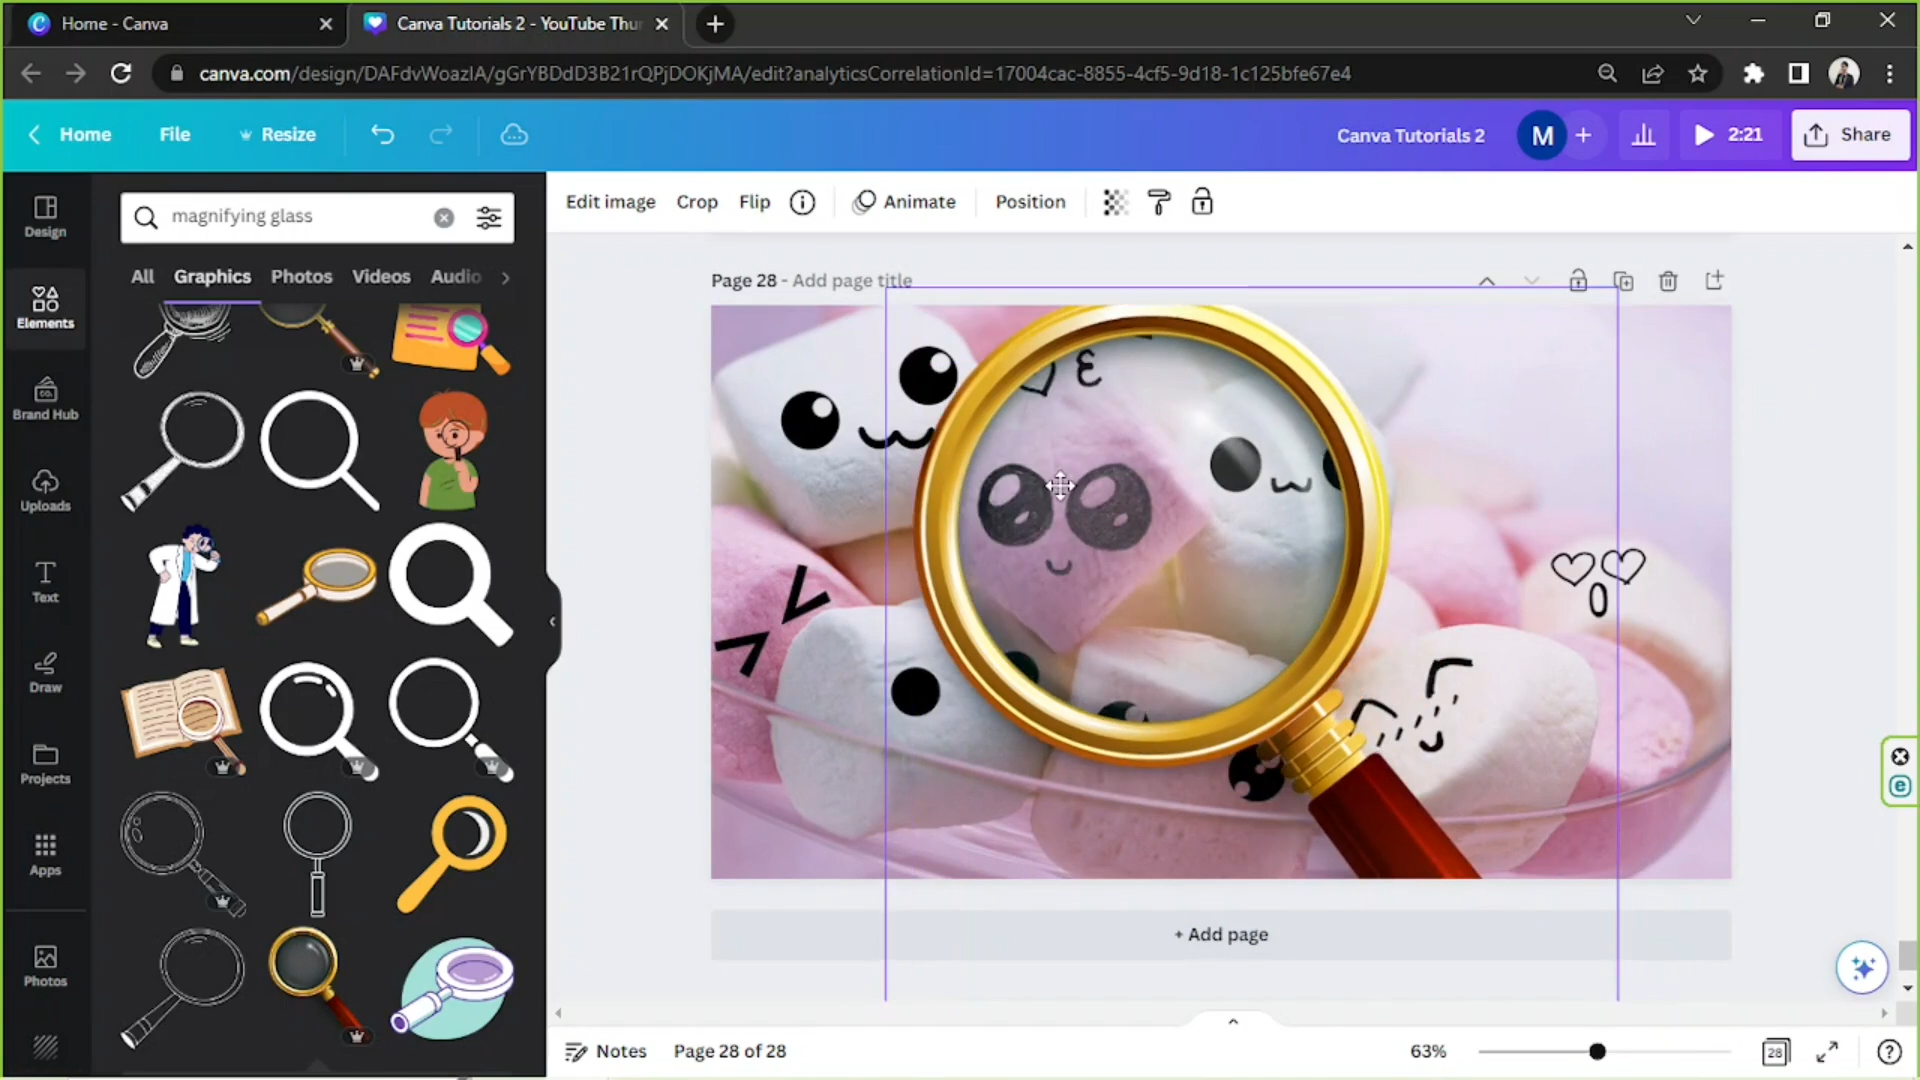 Home - Canva
Canva Tutorials 2 - YouTube Thu
canva.com/design/DAFdvWoazIA/gGrYBDdD3B21rQPjDOKjMA/edit?analyticsCorrelationId=17004cac-8855-4cf5-9d18-1c125bfe67e4
Home
File
Resize
Canva Tutorials 2
M
+
2:21
Share
Design
Elements
Brand Hub
Uploads
Text
Draw
Projects
Apps
Photos
magnifying glass
All
Graphics
Photos
Videos
Audio
Edit image
Crop
Flip
Animate
Position
Page 28 - Add page title
+ Add page
Notes
Page 28 of 28
63%
28